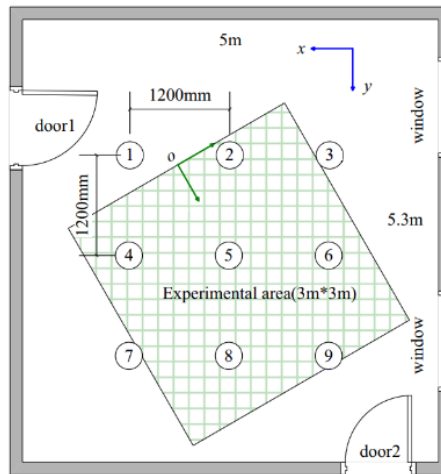 5m
x
y
1200mm
window
door1
o
1
2
3
1200mm
5.3m
4
5
6
Experimental area(3m*3m)
7
8
9
window
door2